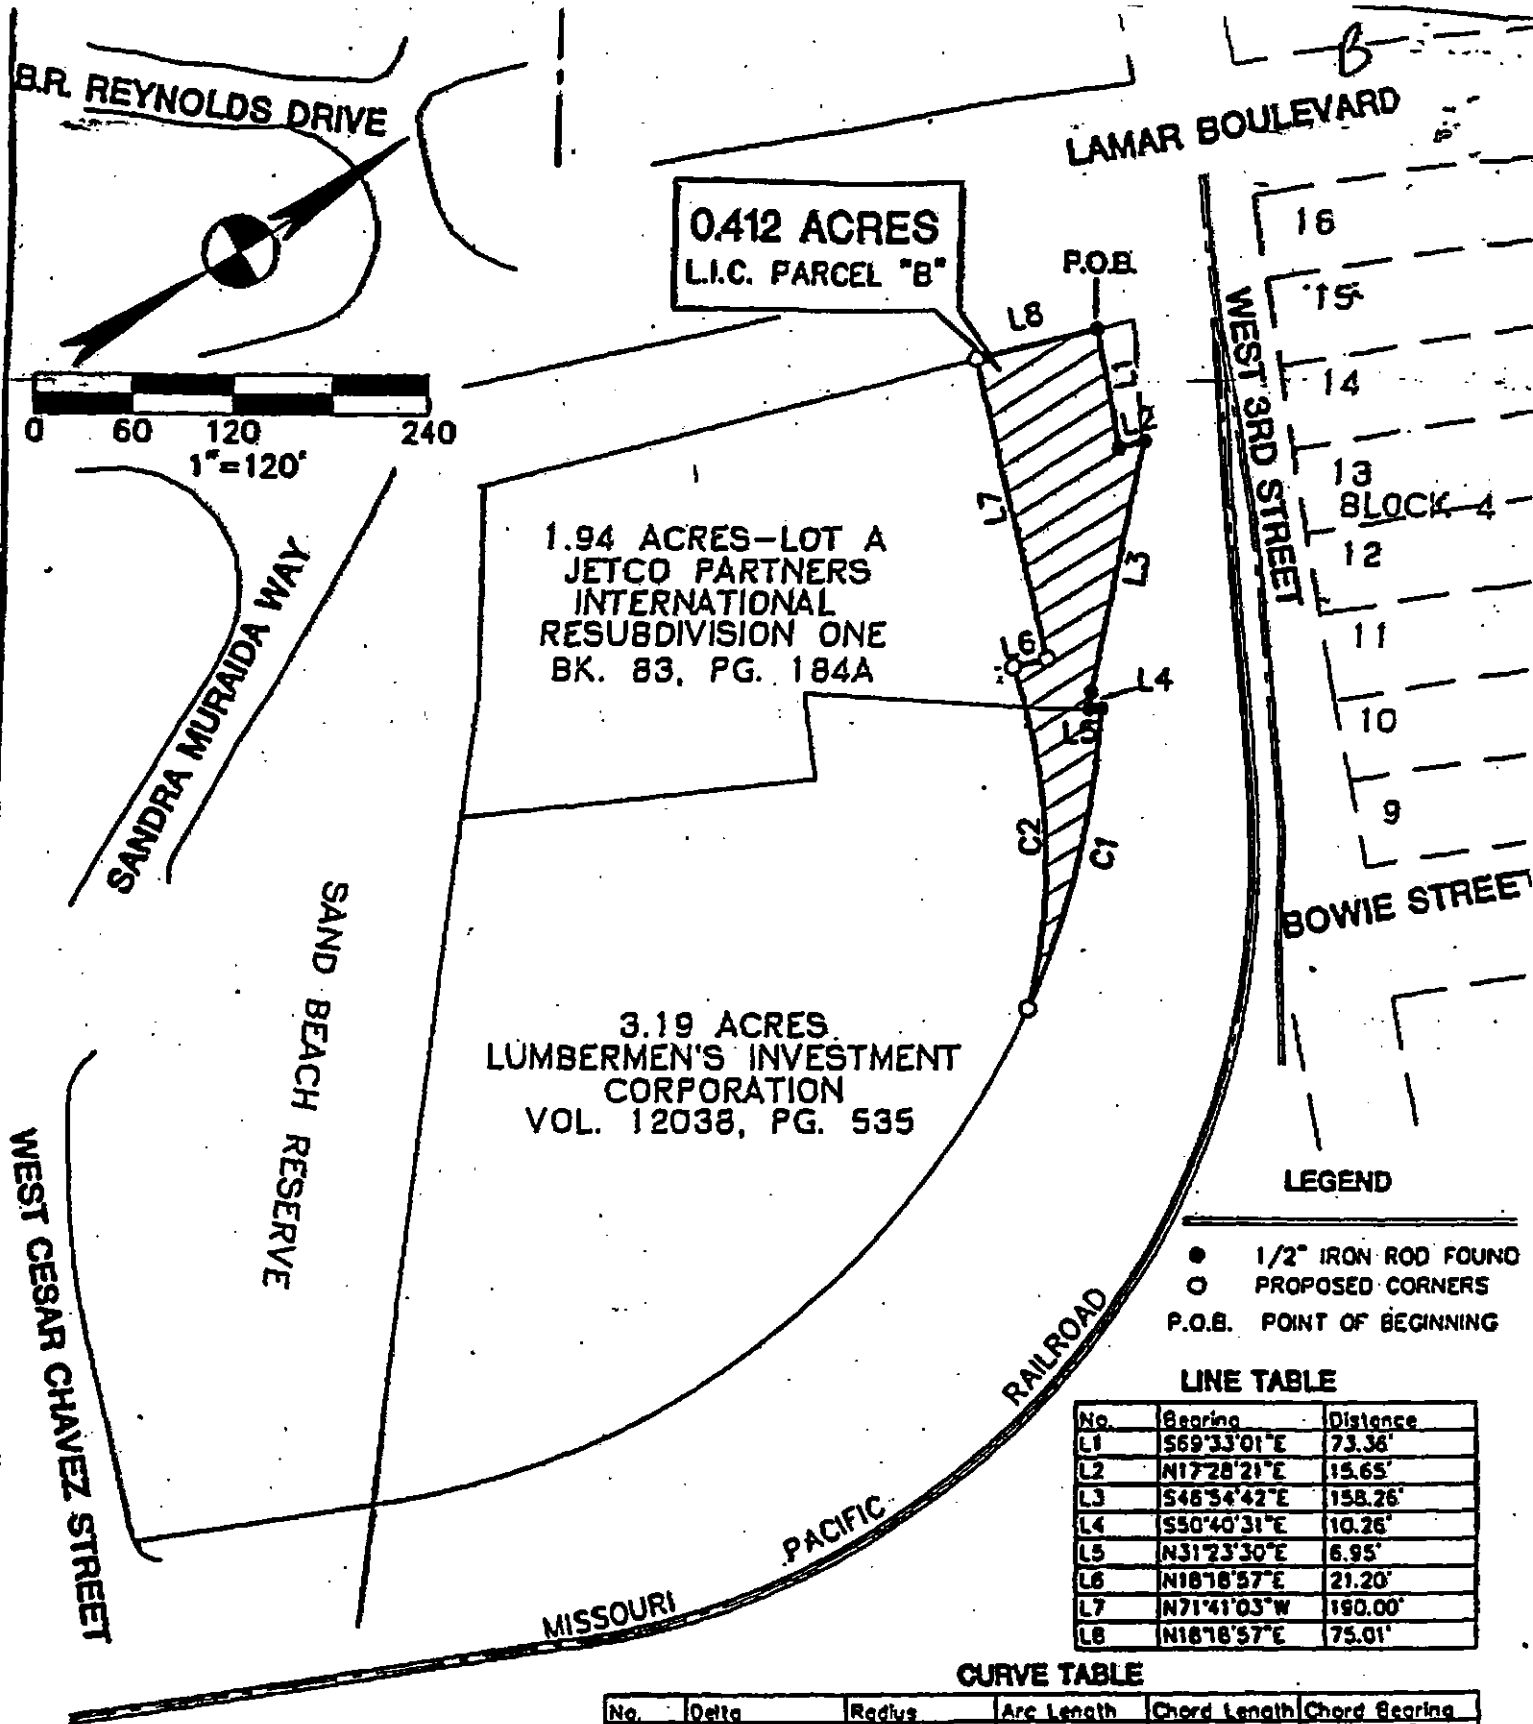 B
B.R. REYNOLDS DRIVE
LAMAR BOULEVARD
0.412 ACRES
L.I.C. PARCEL "B"
P.O.B.
L8
L1
L2
WEST 3RD STREET
16
15
14
13
BLOCK 4
12
11
10
9
0 60 120 240
1"=120'
L7
L3
1.94 ACRES-LOT A
JETCO PARTNERS
INTERNATIONAL
RESUBDIVISION ONE
BK. 83, PG. 184A
L6
L4
L5
SANDRA MURAIDA WAY
C2
C1
BOWIE STREET
SAND BEACH RESERVE
3.19 ACRES
LUMBERMEN'S INVESTMENT
CORPORATION
VOL. 12038, PG. 535
WEST CESAR CHAVEZ STREET
MISSOURI PACIFIC RAILROAD
LEGEND
1/2" IRON ROD FOUND
PROPOSED CORNERS
P.O.B. POINT OF BEGINNING
LINE TABLE
No. Bearing Distance
L1 S69°33'01"E 73.36'
L2 N17°28'21"E 15.65'
L3 S46°54'42"E 158.26'
L4 S50°40'31"E 10.26'
L5 N31°23'30"E 6.95'
L6 N18°18'57"E 21.20'
L7 N71°41'03"W 190.00'
L8 N18°18'57"E 75.01'
CURVE TABLE
No. Delta Radius Arc Length Chord Length Chord Bearing